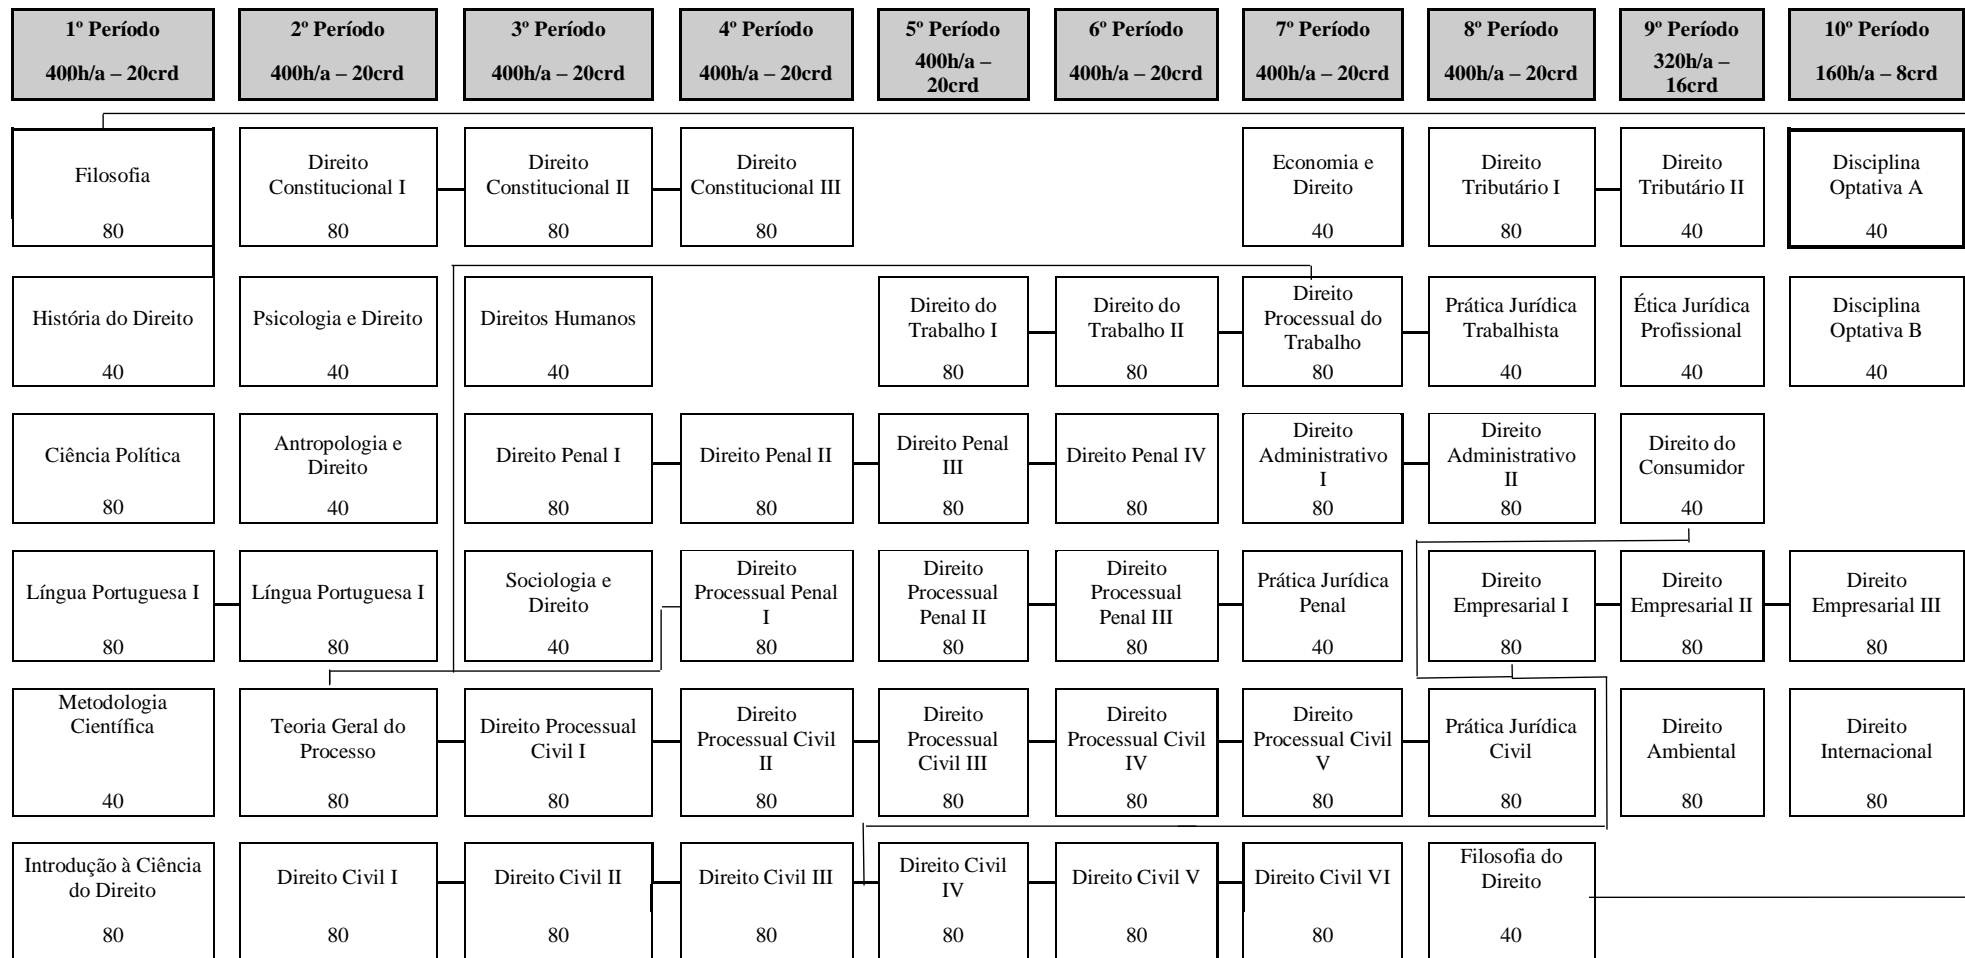 1º Período
400h/a – 20crd
2º Período
400h/a – 20crd
3º Período
400h/a – 20crd
4º Período
400h/a – 20crd
5º Período
400h/a –
20crd
6º Período
400h/a – 20crd
7º Período
400h/a – 20crd
8º Período
400h/a – 20crd
9º Período
320h/a –
16crd
10º Período
160h/a – 8crd
Filosofia
80
Direito
Constitucional I
80
Direito
Constitucional II
80
Direito
Constitucional III
80
Economia e
Direito
40
Direito
Tributário I
80
Direito
Tributário II
40
Disciplina
Optativa A
40
História do Direito
40
Psicologia e Direito
40
Direitos Humanos
40
Direito do
Trabalho I
80
Direito do
Trabalho II
80
Direito
Processual do
Trabalho
80
Prática Jurídica
Trabalhista
40
Ética Jurídica
Profissional
40
Disciplina
Optativa B
40
Ciência Política
80
Antropologia e
Direito
40
Direito Penal I
80
Direito Penal II
80
Direito Penal
III
80
Direito Penal IV
80
Direito
Administrativo
I
80
Direito
Administrativo
II
80
Direito do
Consumidor
40
Língua Portuguesa I
80
Língua Portuguesa I
80
Sociologia e
Direito
40
Direito
Processual Penal
I
80
Direito
Processual
Penal II
80
Direito
Processual
Penal III
80
Prática Jurídica
Penal
40
Direito
Empresarial I
80
Direito
Empresarial II
80
Direito
Empresarial III
80
Metodologia
Científica
40
Teoria Geral do
Processo
80
Direito Processual
Civil I
80
Direito
Processual Civil
II
80
Direito
Processual
Civil III
80
Direito
Processual Civil
IV
80
Direito
Processual Civil
V
80
Prática Jurídica
Civil
80
Direito
Ambiental
80
Direito
Internacional
80
Introdução à Ciência
do Direito
80
Direito Civil I
80
Direito Civil II
80
Direito Civil III
80
Direito Civil
IV
80
Direito Civil V
80
Direito Civil VI
80
Filosofia do
Direito
40